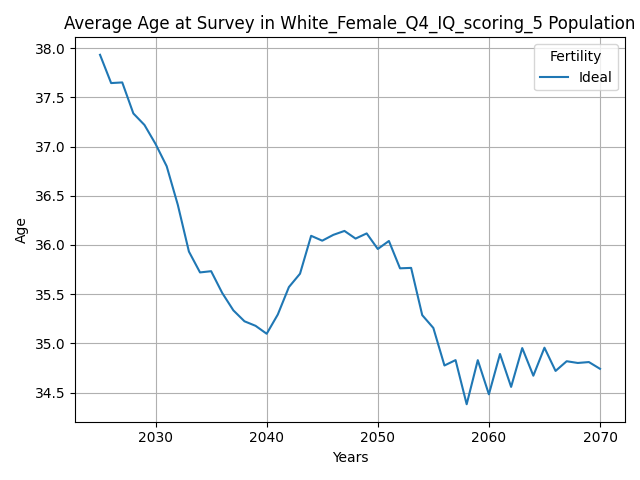 Average Age at Survey in White_Female_Q4_IQ_scoring_5 Population
Fertility
Ideal
38.0
37.5
37.0
36.5
36.0
35.5
35.0
34.5
Age
2030 2040 2050 2060 2070
Years